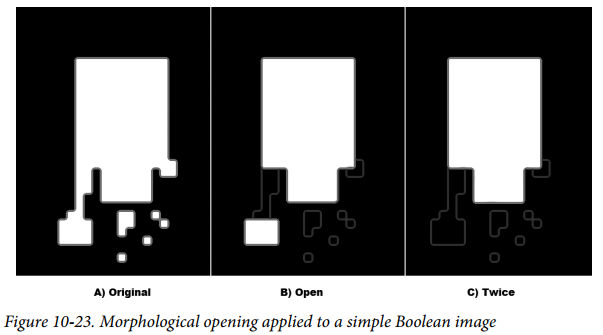 A) Original B) Open C) Twice
Figure 10-23. Morphological opening applied to a simple Boolean image